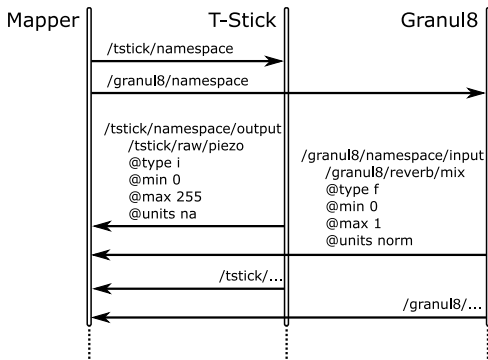 Mapper
T-Stick
Granul8
/tstick/namespace
/granul8/namespace
/tstick/namespace/output
/tstick/raw/piezo
@type i
@min 0
@max 255
@units na
/granul8/namespace/input
/granul8/reverb/mix
@type f
@min 0
@max 1
@units norm
/tstick/...
/granul8/...